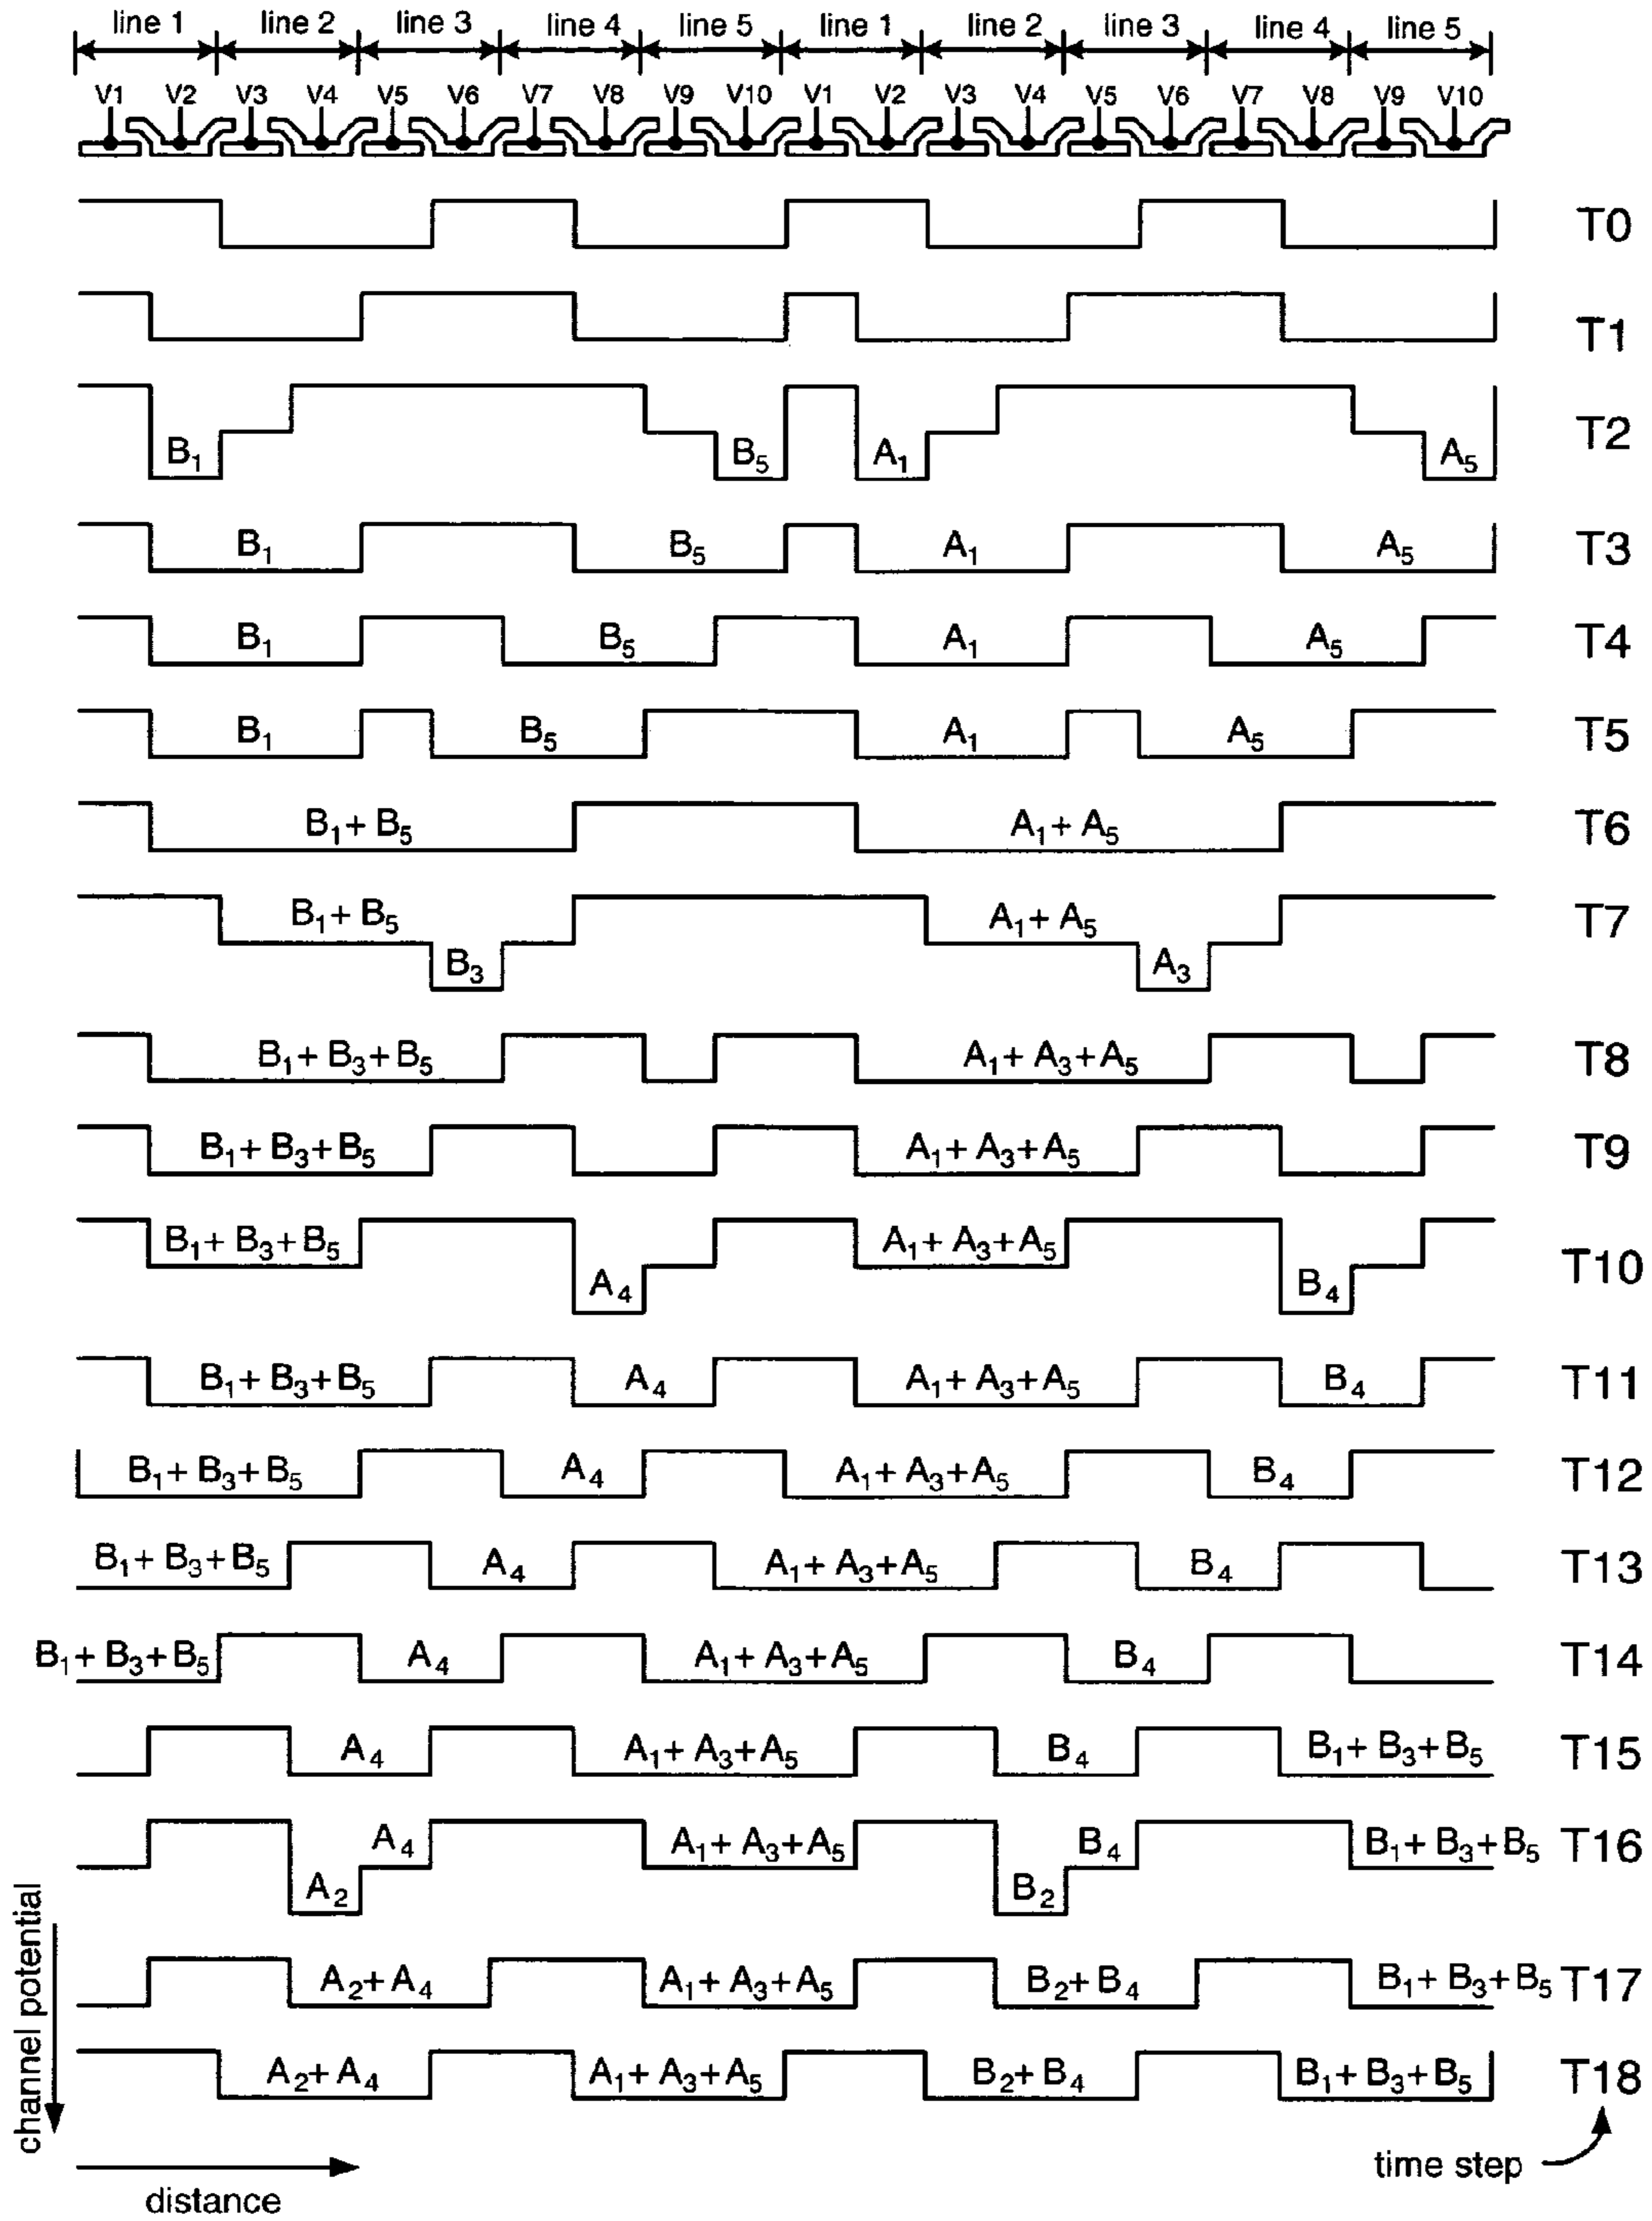 line 1 line 2 line 3 line 4 line 5 line 1 line 2 line 3 line 4 line 5
V1 V2 V3 V4 V5 V6 V7 V8 V9 V10 V1 V2 V3 V4 V5 V6 V7 V8 V9 V10
T0
T1
B₁ B₅ A₁ A₅ T2
B₁ B₅ A₁ A₅ T3
B₁ B₅ A₁ A₅ T4
B₁ B₅ A₁ A₅ T5
B₁+ B₅ A₁+ A₅ T6
B₁+ B₅ A₁+ A₅ T7
B₃ A₃
B₁+ B₃+B₅ A₁+ A₃+A₅ T8
B₁+ B₃+B₅ A₁+ A₃+A₅ T9
B₁+ B₃+B₅ A₁+ A₃+A₅ T10
A₄ B₄
B₁+ B₃+B₅ A₄ A₁+ A₃+A₅ B₄ T11
B₁+ B₃+B₅ A₄ A₁+ A₃+A₅ B₄ T12
B₁+ B₃+B₅ A₄ A₁+ A₃+A₅ B₄ T13
B₁+ B₃+B₅ A₄ A₁+ A₃+A₅ B₄ T14
A₄ A₁+ A₃+A₅ B₄ B₁+ B₃+B₅ T15
A₄ A₁+ A₃+A₅ B₄ B₁+ B₃+B₅ T16
A₂ B₂
A₂+A₄ A₁+ A₃+A₅ B₂+B₄ B₁+ B₃+B₅ T17
A₂+A₄ A₁+ A₃+A₅ B₂+B₄ B₁+ B₃+B₅ T18
channel potential
time step
distance